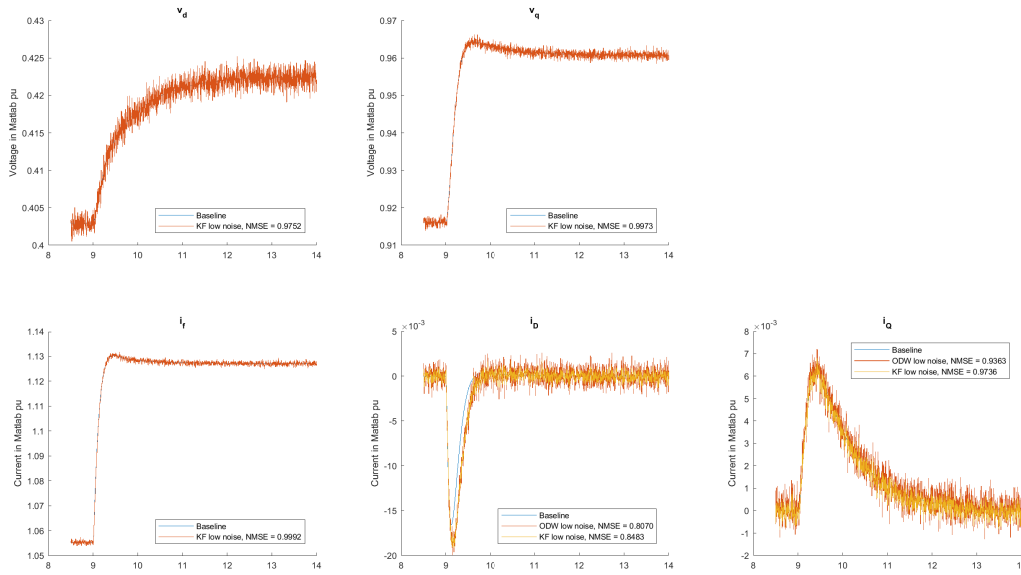 v_d
Voltage in Matlab pu
0.43
0.425
0.42
0.415
0.41
0.405
0.4
8 9 10 11 12 13 14
Baseline
KF low noise, NMSE = 0.9752
v_q
Voltage in Matlab pu
0.97
0.96
0.95
0.94
0.93
0.92
0.91
8 9 10 11 12 13 14
Baseline
KF low noise, NMSE = 0.9973
i_f
Current in Matlab pu
1.14
1.13
1.12
1.11
1.1
1.09
1.08
1.07
1.06
1.05
8 9 10 11 12 13 14
Baseline
KF low noise, NMSE = 0.9992
i_D
×10⁻³
Current in Matlab pu
5
0
-5
-10
-15
-20
8 9 10 11 12 13 14
Baseline
ODW low noise, NMSE = 0.8070
KF low noise, NMSE = 0.8483
i_Q
×10⁻³
Current in Matlab pu
8
6
4
2
0
-2
8 9 10 11 12 13
Baseline
ODW low noise, NMSE = 0.9363
KF low noise, NMSE = 0.9736